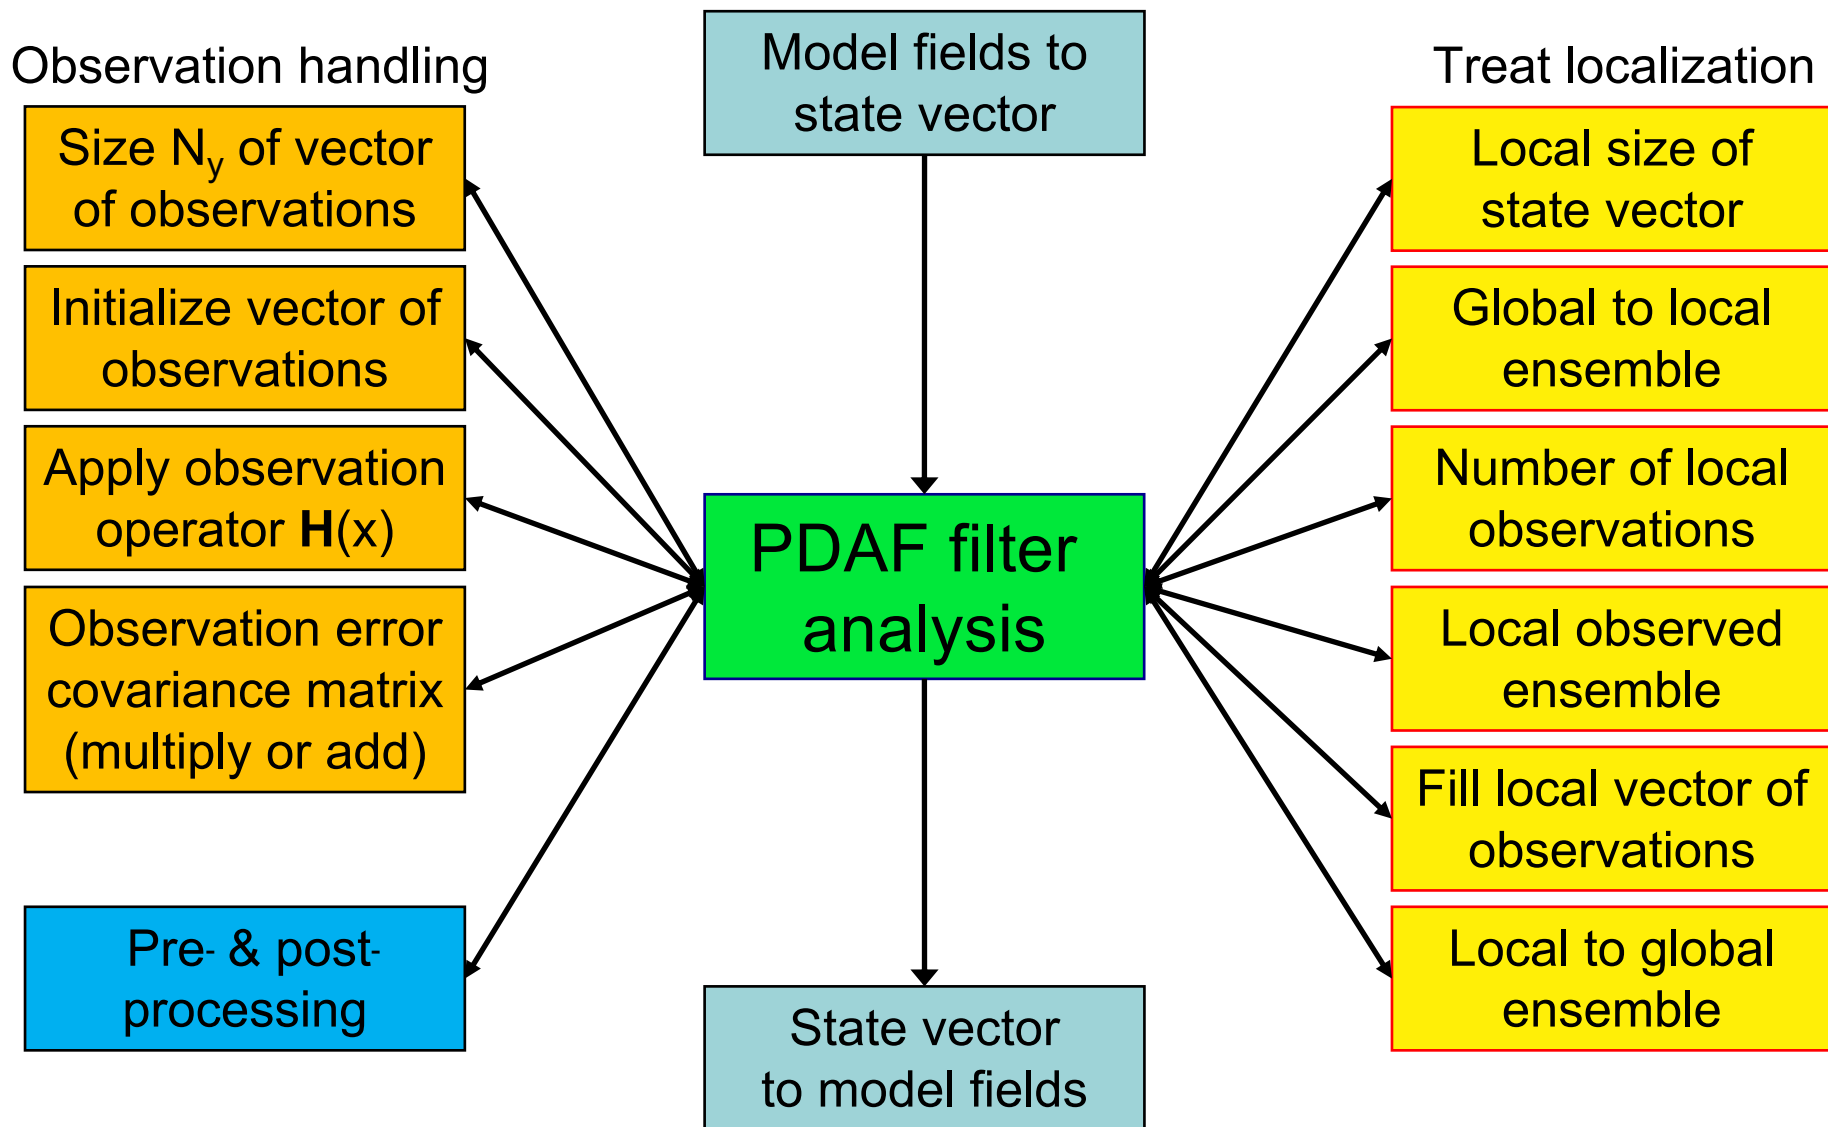 Observation handling
Size Ny of vector
of observations
Initialize vector of
observations
Apply observation
operator H(x)
Observation error
covariance matrix
(multiply or add)
Pre- & post-
processing
Model fields to
state vector
PDAF filter
analysis
State vector
to model fields
Treat localization
Local size of
state vector
Global to local
ensemble
Number of local
observations
Local observed
ensemble
Fill local vector of
observations
Local to global
ensemble